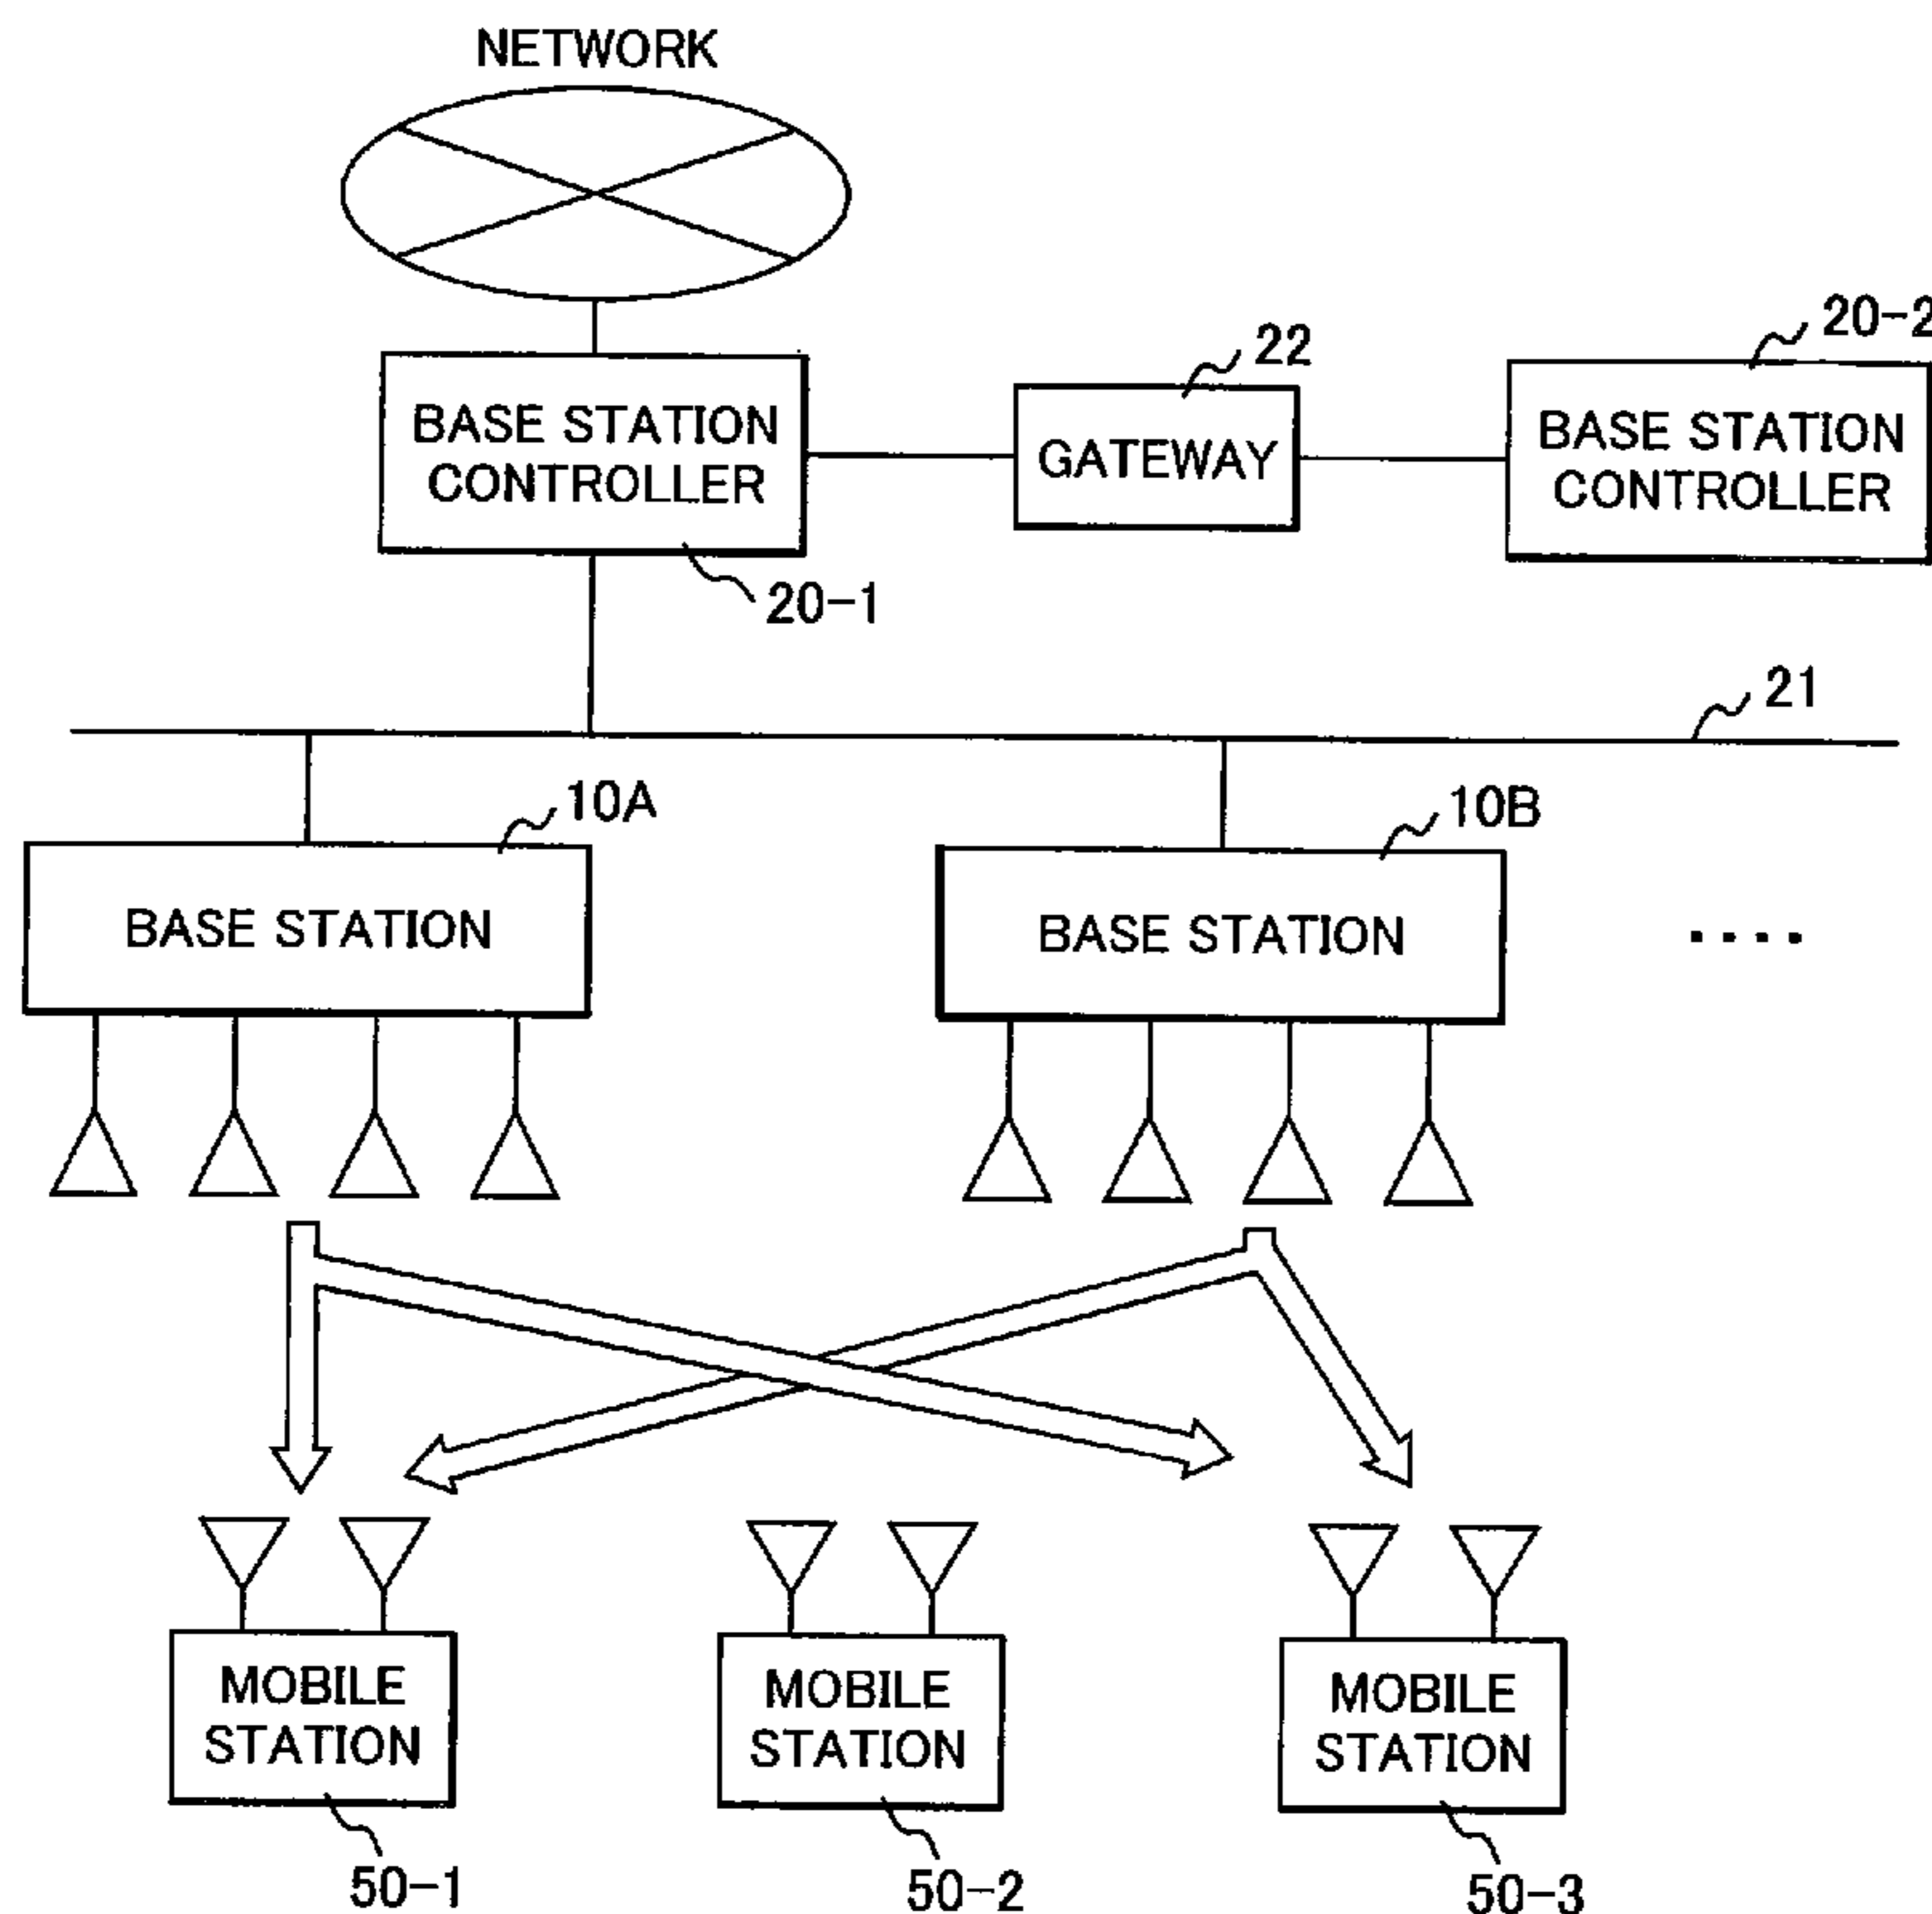 NETWORK
20-2
22
BASE STATION
CONTROLLER
GATEWAY
BASE STATION
CONTROLLER
20-1
21
10A
10B
BASE STATION
BASE STATION
....
MOBILE
STATION
MOBILE
STATION
MOBILE
STATION
50-1
50-2
50-3